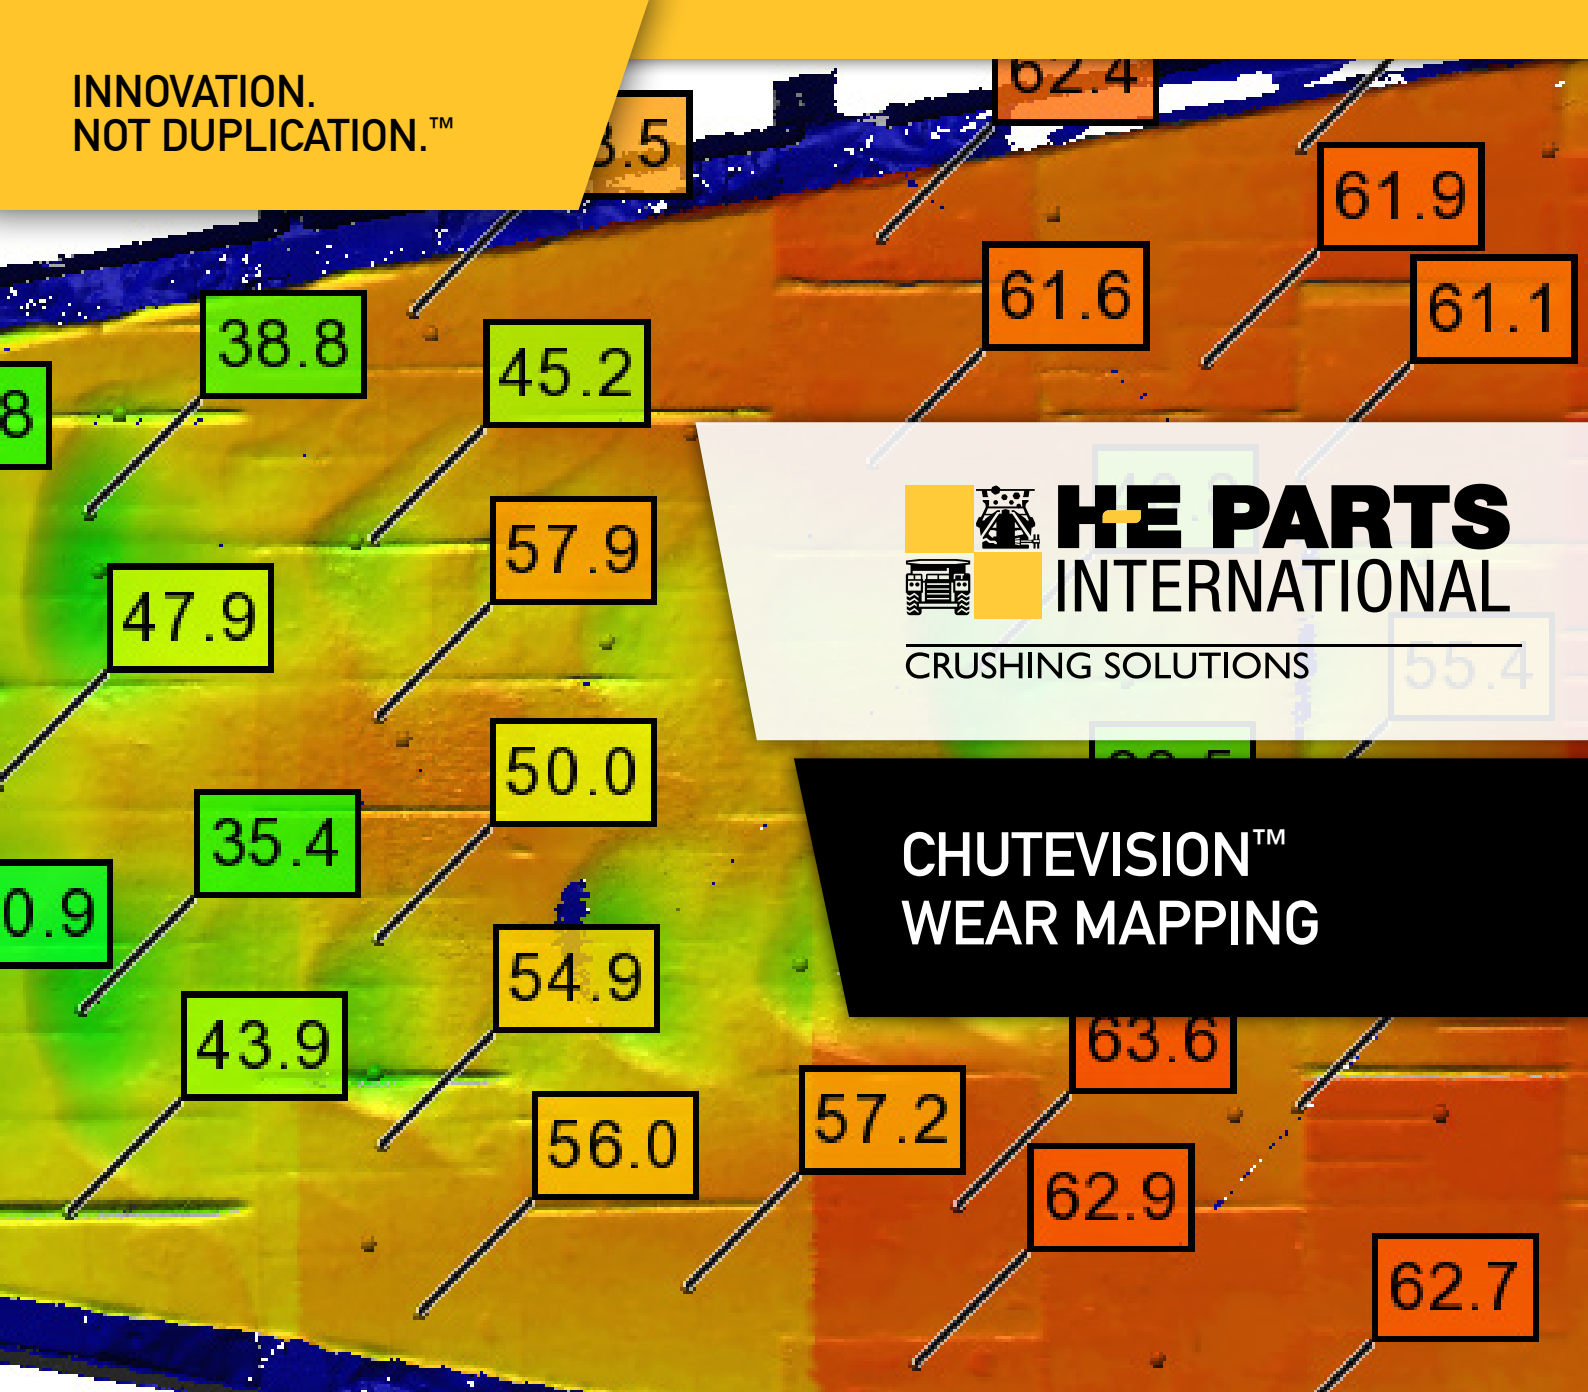 INNOVATION.
NOT DUPLICATION.™
62.4
61.9
61.6
61.1
38.8
45.2
57.9
H-E PARTS
INTERNATIONAL
CRUSHING SOLUTIONS
47.9
55.4
50.0
35.4
CHUTEVISION™
WEAR MAPPING
54.9
43.9
63.6
57.2
56.0
62.9
62.7